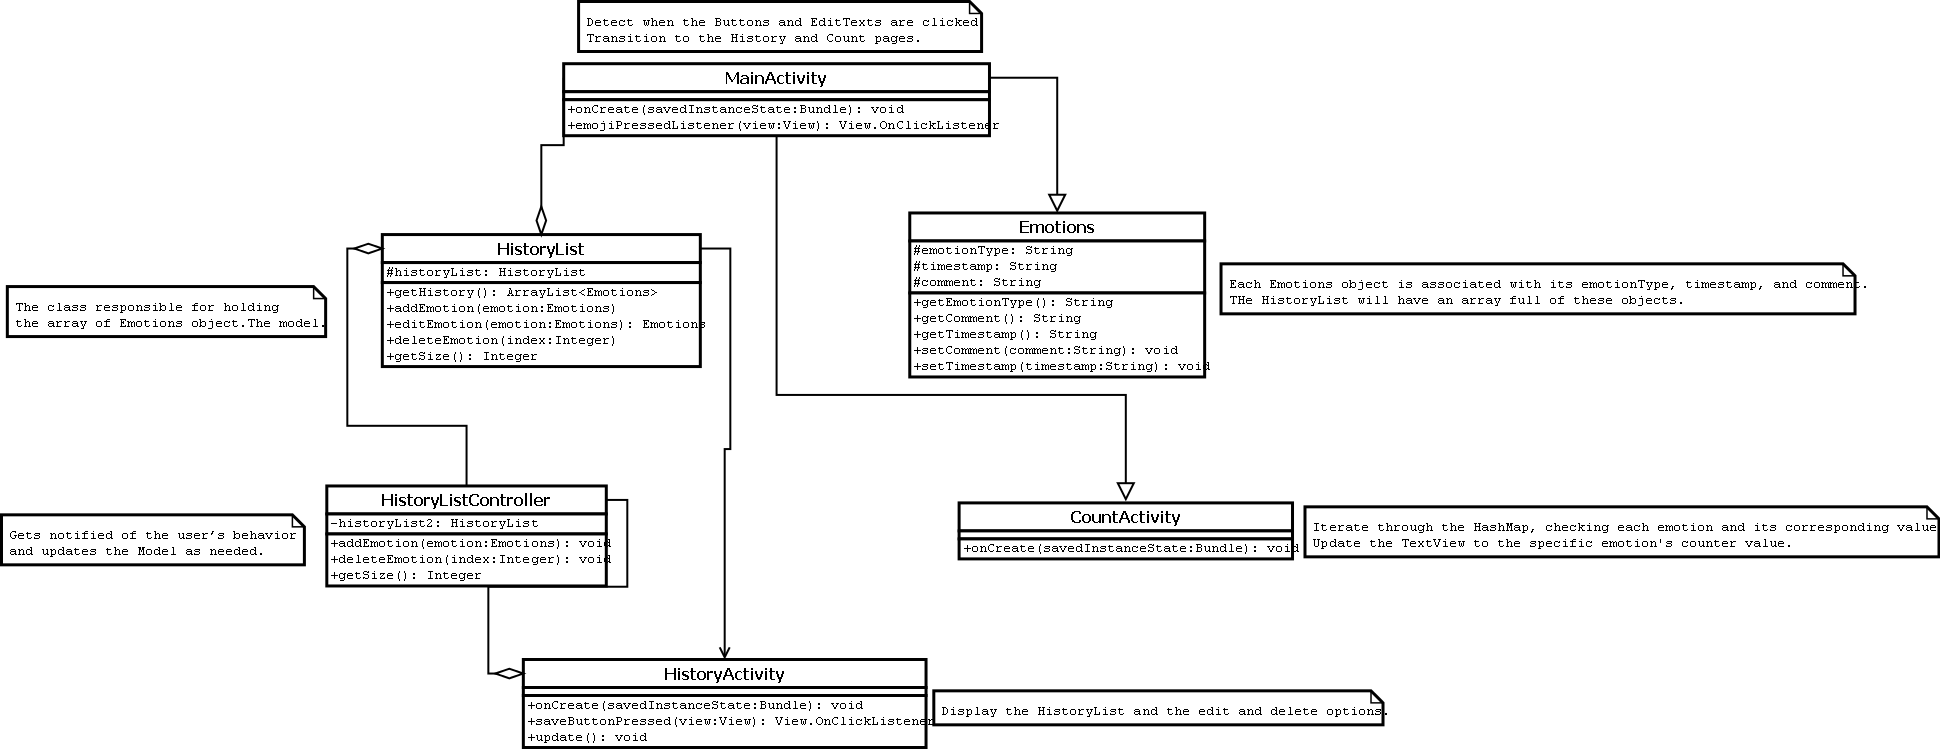 Detect when the Buttons and EditTexts are clicked
Transition to the History and Count pages.
MainActivity
+onCreate(savedInstanceState:Bundle): void
+emojiPressedListener(view:View): View.OnClickListener
HistoryList
#historyList: HistoryList
+getHistory(): ArrayList<Emotions>
+addEmotion(emotion:Emotions)
+editEmotion(emotion:Emotions): Emotions
+deleteEmotion(index:Integer)
+getSize(): Integer
The class responsible for holding
the array of Emotions object.The model.
Emotions
#emotionType: String
#timestamp: String
#comment: String
+getEmotionType(): String
+getComment(): String
+getTimestamp(): String
+setComment(comment:String): void
+setTimestamp(timestamp:String): void
Each Emotions object is associated with its emotionType, timestamp, and comment.
THe HistoryList will have an array full of these objects.
HistoryListController
-historyList2: HistoryList
+addEmotion(emotion:Emotions): void
+deleteEmotion(index:Integer): void
+getSize(): Integer
Gets notified of the user’s behavior
and updates the Model as needed.
CountActivity
+onCreate(savedInstanceState:Bundle): void
Iterate through the HashMap, checking each emotion and its corresponding value
Update the TextView to the specific emotion's counter value.
HistoryActivity
+onCreate(savedInstanceState:Bundle): void
+saveButtonPressed(view:View): View.OnClickListener
+update(): void
Display the HistoryList and the edit and delete options.